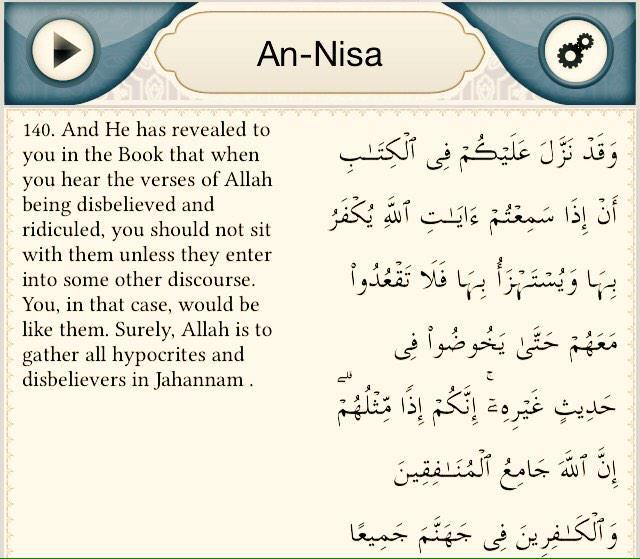 An-Nisa
140. And He has revealed to
you in the Book that when
you hear the verses of Allah
being disbelieved and
ridiculed, you should not sit
with them unless they enter
into some other discourse.
You, in that case, would be
like them. Surely, Allah is to
gather all hypocrites and
disbelievers in Jahannam .
وَقَدْ نَزَّلَ عَلَيْكُمْ فِى ٱلْكِتَـٰبِ
أَنْ إِذَا سَمِعْتُمْ ءَايَـٰتِ ٱللَّهِ يُكْفَرُ
بِهَا وَيُسْتَهْزَأُ بِهَا فَلَا تَقْعُدُوا۟
مَعَهُمْ حَتَّىٰ يَخُوضُوا۟ فِى
حَدِيثٍ غَيْرِهِۦٓ ۚ إِنَّكُمْ إِذًا مِّثْلُهُمْ ۗ
إِنَّ ٱللَّهَ جَامِعُ ٱلْمُنَـٰفِقِينَ
وَٱلْكَـٰفِرِينَ فِى جَهَنَّمَ جَمِيعًا